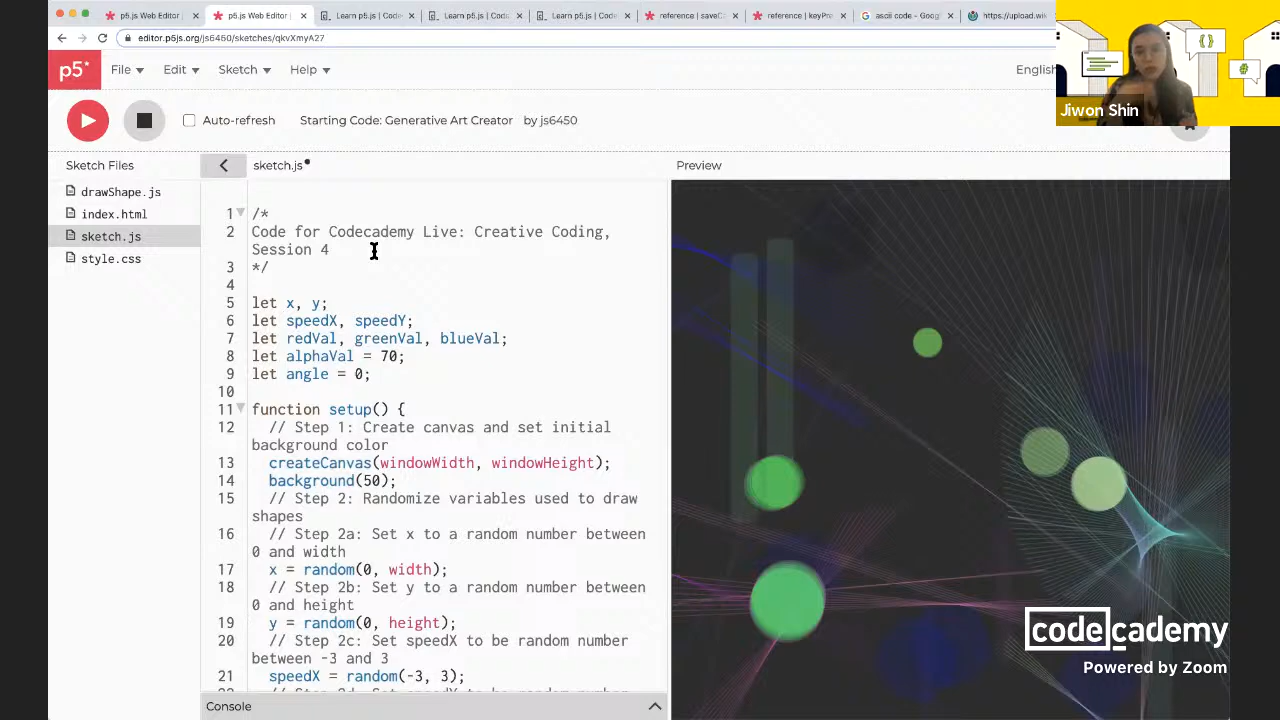 p5.js Web Editor
p5.js Web Editor
Learn p5.js | Codec
Learn p5.js | Codec
Learn p5.js | Codec
reference | saveC
reference | keyPre
ascii code - Google
https://upload.wik
editor.p5js.org/js6450/sketches/qkvXmyA27
p5*
File
Edit
Sketch
Help
English
Auto-refresh
Starting Code: Generative Art Creator
by js6450
Jiwon Shin
{}
#
Sketch Files
sketch.js
Preview
drawShape.js
index.html
sketch.js
style.css
1 /*
2 Code for Codecademy Live: Creative Coding,
Session 4
3 */
4
5 let x, y;
6 let speedX, speedY;
7 let redVal, greenVal, blueVal;
8 let alphaVal = 70;
9 let angle = 0;
10
11 function setup() {
12 // Step 1: Create canvas and set initial
background color
13 createCanvas(windowWidth, windowHeight);
14 background(50);
15 // Step 2: Randomize variables used to draw
shapes
16 // Step 2a: Set x to a random number between
0 and width
17 x = random(0, width);
18 // Step 2b: Set y to a random number between
0 and height
19 y = random(0, height);
20 // Step 2c: Set speedX to be random number
between -3 and 3
21 speedX = random(-3, 3);
Console
codecademy
Powered by Zoom